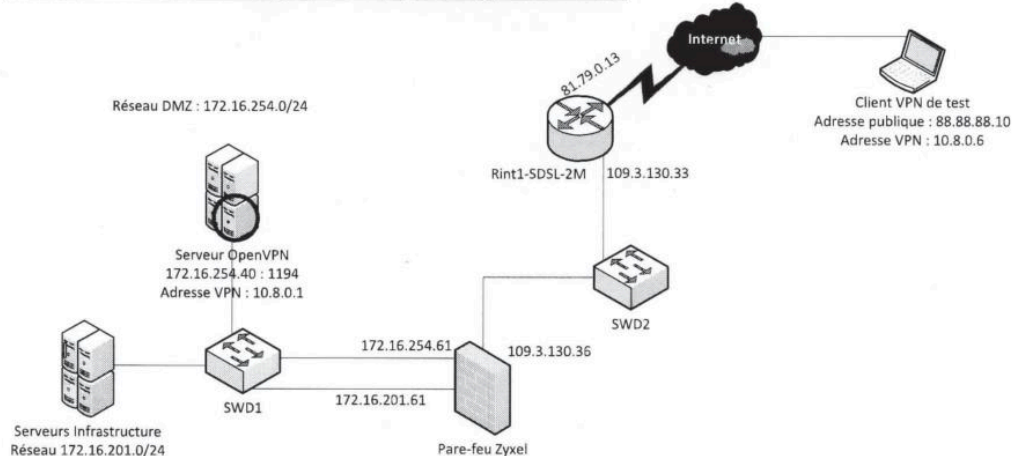 Internet
81.79.0.13
Client VPN de test
Adresse publique : 88.88.88.10
Adresse VPN : 10.8.0.6
Réseau DMZ : 172.16.254.0/24
Rint1-SDSL-2M
109.3.130.33
Serveur OpenVPN
172.16.254.40 : 1194
Adresse VPN : 10.8.0.1
SWD2
172.16.254.61
109.3.130.36
SWD1
172.16.201.61
Serveurs Infrastructure
Réseau 172.16.201.0/24
Pare-feu Zyxel